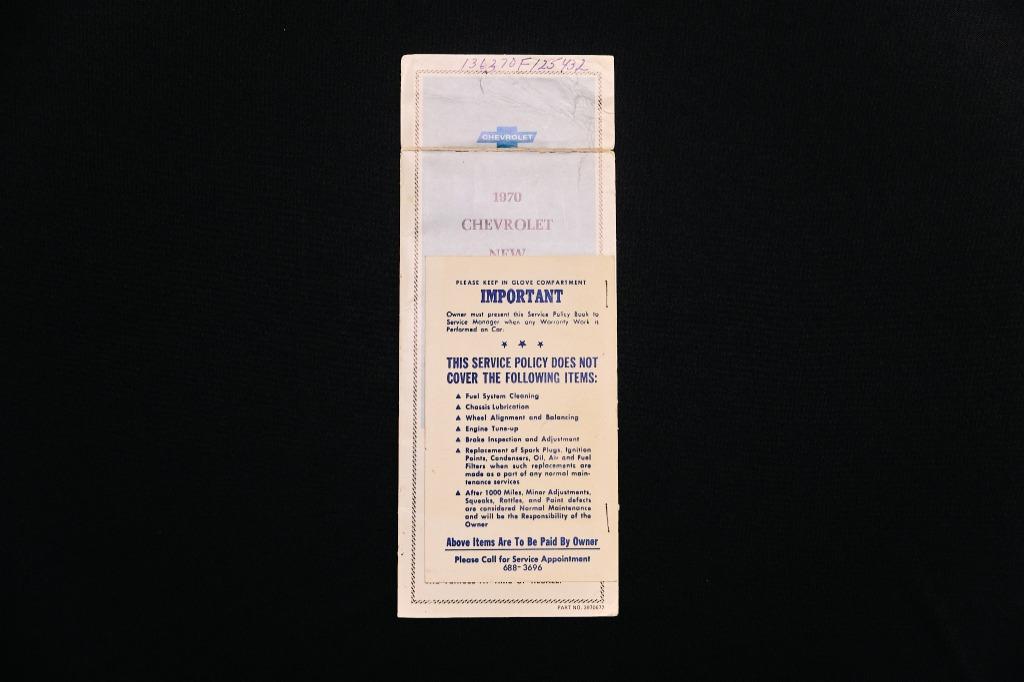 136270F125432
CHEVROLET
1970
CHEVROLET
NEW
PLEASE KEEP IN GLOVE COMPARTMENT
IMPORTANT
Owner must present this Service Policy Book to
Service Manager when any Warranty Work is
Performed on Car.
THIS SERVICE POLICY DOES NOT
COVER THE FOLLOWING ITEMS:
▲ Fuel System Cleaning
▲ Chassis Lubrication
▲ Wheel Alignment and Balancing
▲ Engine Tune-up
▲ Brake Inspection and Adjustment
▲ Replacement of Spark Plugs, Ignition
Points, Condensers, Oil, Air and Fuel
Filters when such replacements are
made as a part of any normal main-
tenance services
▲ After 1000 Miles, Minor Adjustments,
Squeaks, Rattles, and Paint defects
are considered Normal Maintenance
and will be the Responsibility of the
Owner
Above Items Are To Be Paid By Owner
Please Call for Service Appointment
688-3696
PART NO. 3970677